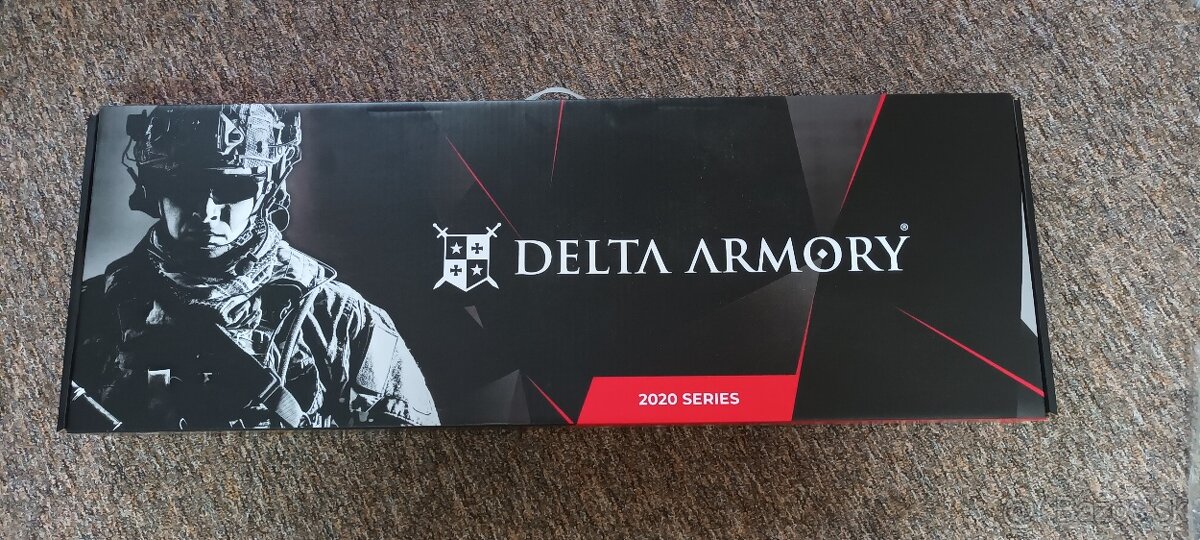 DELTA ARMORY®
2020 SERIES